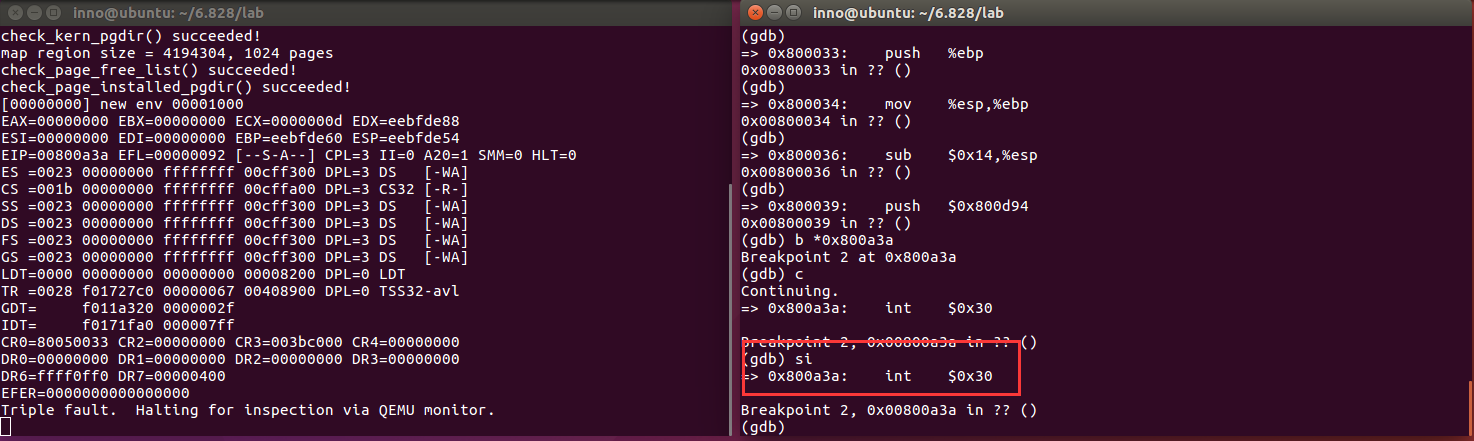 inno@ubuntu: ~/6.828/lab
check_kern_pgdir() succeeded!
map region size = 4194304, 1024 pages
check_page_free_list() succeeded!
check_page_installed_pgdir() succeeded!
[00000000] new env 00001000
EAX=00000000 EBX=00000000 ECX=0000000d EDX=eebfde88
ESI=00000000 EDI=00000000 EBP=eebfde60 ESP=eebfde54
EIP=00800a3a EFL=00000092 [--S-A--] CPL=3 II=0 A20=1 SMM=0 HLT=0
ES =0023 00000000 ffffffff 00cff300 DPL=3 DS   [-WA]
CS =001b 00000000 ffffffff 00cffa00 DPL=3 CS32 [-R-]
SS =0023 00000000 ffffffff 00cff300 DPL=3 DS   [-WA]
DS =0023 00000000 ffffffff 00cff300 DPL=3 DS   [-WA]
FS =0023 00000000 ffffffff 00cff300 DPL=3 DS   [-WA]
GS =0023 00000000 ffffffff 00cff300 DPL=3 DS   [-WA]
LDT=0000 00000000 00000000 00008200 DPL=0 LDT
TR =0028 f01727c0 00000067 00408900 DPL=0 TSS32-avl
GDT=     f011a320 0000002f
IDT=     f0171fa0 000007ff
CR0=80050033 CR2=00000000 CR3=003bc000 CR4=00000000
DR0=00000000 DR1=00000000 DR2=00000000 DR3=00000000
DR6=ffff0ff0 DR7=00000400
EFER=0000000000000000
Triple fault.  Halting for inspection via QEMU monitor.
inno@ubuntu: ~/6.828/lab
(gdb)
=> 0x800033:    push   %ebp
0x00800033 in ?? ()
(gdb)
=> 0x800034:    mov    %esp,%ebp
0x00800034 in ?? ()
(gdb)
=> 0x800036:    sub    $0x14,%esp
0x00800036 in ?? ()
(gdb)
=> 0x800039:    push   $0x800d94
0x00800039 in ?? ()
(gdb) b *0x800a3a
Breakpoint 2 at 0x800a3a
(gdb) c
Continuing.
=> 0x800a3a:    int    $0x30
Breakpoint 2, 0x00800a3a in ?? ()
(gdb) si
=> 0x800a3a:    int    $0x30
Breakpoint 2, 0x00800a3a in ?? ()
(gdb)